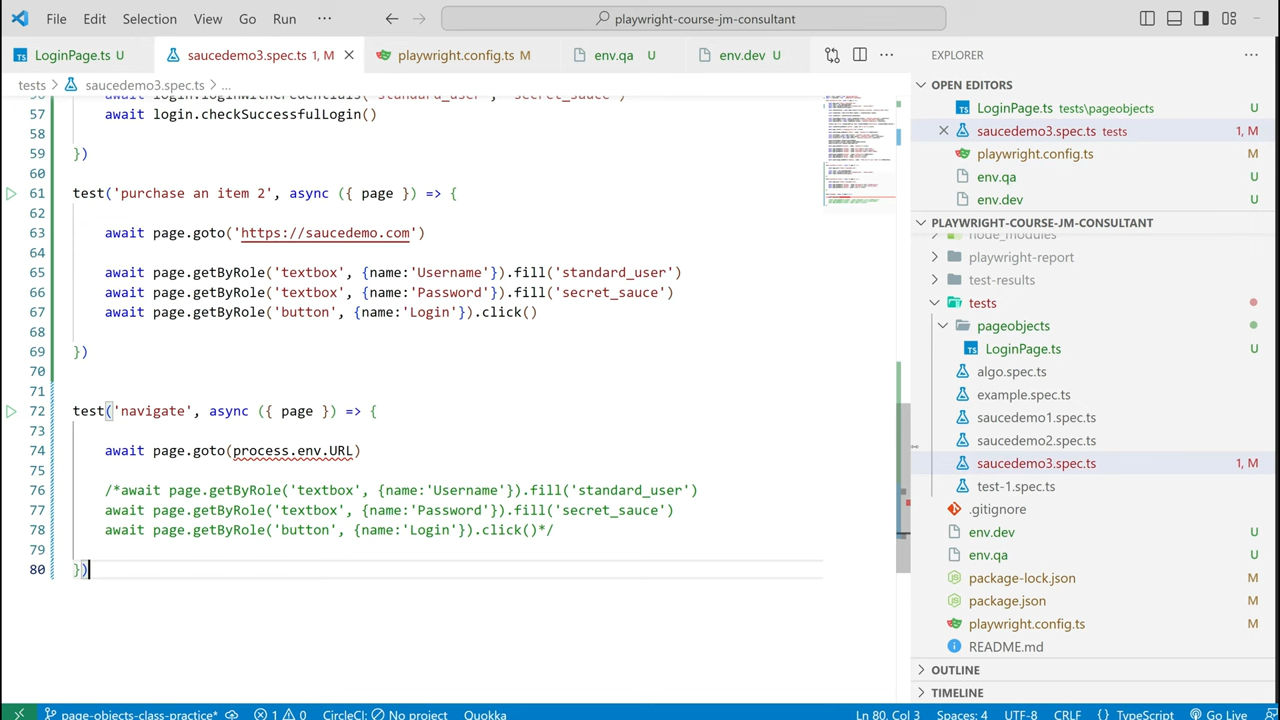 File Edit Selection View Go Run ··· playwright-course-jm-consultant
LoginPage.ts U saucedemo3.spec.ts 1, M playwright.config.ts M env.qa U env.dev U ···
tests > saucedemo3.spec.ts > ...
56 await login.loginWithCredentials('standard_user', 'secret_sauce')
57 await login.checkSuccessfulLogin()
58
59 })
60
61 test('purchase an item 2', async ({ page }) => {
62
63 await page.goto('https://saucedemo.com')
64
65 await page.getByRole('textbox', {name:'Username'}).fill('standard_user')
66 await page.getByRole('textbox', {name:'Password'}).fill('secret_sauce')
67 await page.getByRole('button', {name:'Login'}).click()
68
69 })
70
71
72 test('navigate', async ({ page }) => {
73
74 await page.goto(process.env.URL)
75
76 /*await page.getByRole('textbox', {name:'Username'}).fill('standard_user')
77 await page.getByRole('textbox', {name:'Password'}).fill('secret_sauce')
78 await page.getByRole('button', {name:'Login'}).click()*/
79
80 })
EXPLORER ···
OPEN EDITORS
LoginPage.ts tests\pageobjects U
saucedemo3.spec.ts tests 1, M
playwright.config.ts M
env.qa U
env.dev U
PLAYWRIGHT-COURSE-JM-CONSULTANT
node_modules
playwright-report
test-results
tests
pageobjects
TS LoginPage.ts U
algo.spec.ts
example.spec.ts
saucedemo1.spec.ts
saucedemo2.spec.ts
saucedemo3.spec.ts 1, M
test-1.spec.ts
.gitignore
env.dev U
env.qa U
package-lock.json M
package.json M
playwright.config.ts M
README.md
OUTLINE
TIMELINE
page-objects-class-practice* 1 0 CircleCI: No project Quokka Ln 80, Col 3 Spaces: 4 UTF-8 CRLF {} TypeScript Go Live